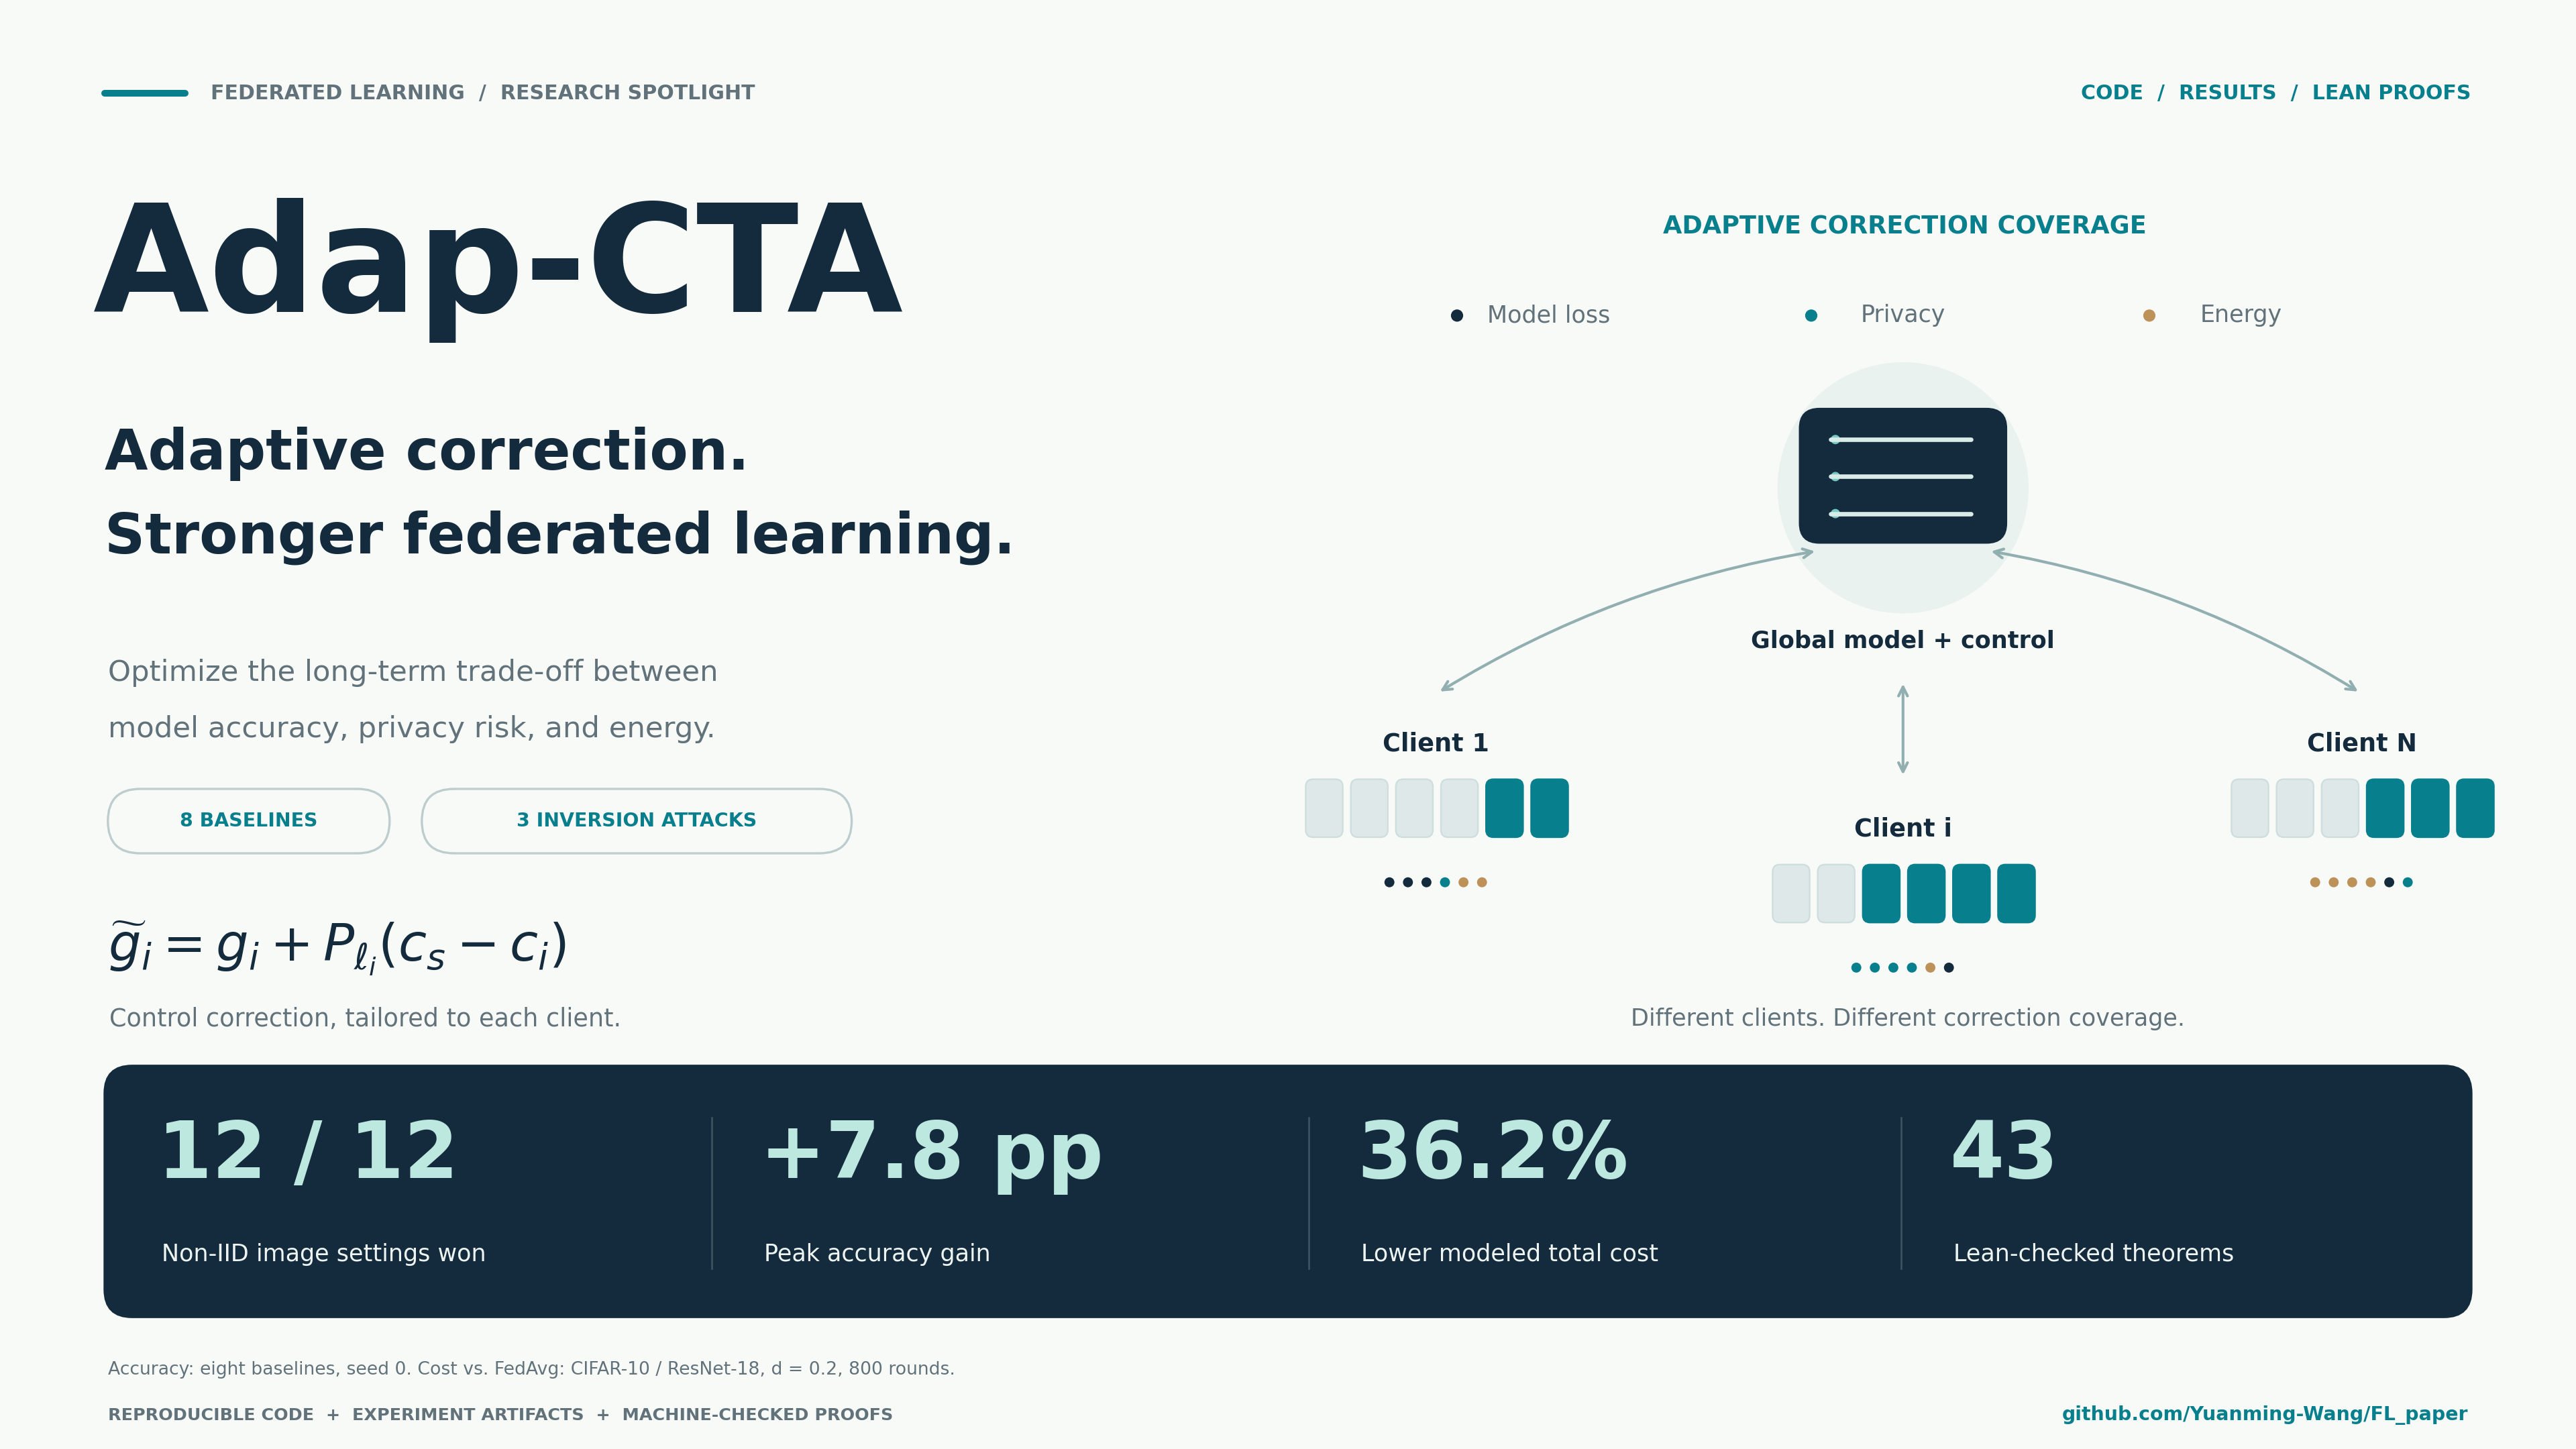 FEDERATED LEARNING / RESEARCH SPOTLIGHT
CODE / RESULTS / LEAN PROOFS
Adap-CTA
Adaptive correction.
Stronger federated learning.
Optimize the long-term trade-off between
model accuracy, privacy risk, and energy.
8 BASELINES
3 INVERSION ATTACKS
g̃ᵢ = gᵢ + P_{ℓᵢ}(cₛ − cᵢ)
Control correction, tailored to each client.
ADAPTIVE CORRECTION COVERAGE
Model loss
Privacy
Energy
Global model + control
Client 1
Client i
Client N
Different clients. Different correction coverage.
12 / 12
Non-IID image settings won
+7.8 pp
Peak accuracy gain
36.2%
Lower modeled total cost
43
Lean-checked theorems
Accuracy: eight baselines, seed 0. Cost vs. FedAvg: CIFAR-10 / ResNet-18, d = 0.2, 800 rounds.
REPRODUCIBLE CODE + EXPERIMENT ARTIFACTS + MACHINE-CHECKED PROOFS
github.com/Yuanming-Wang/FL_paper